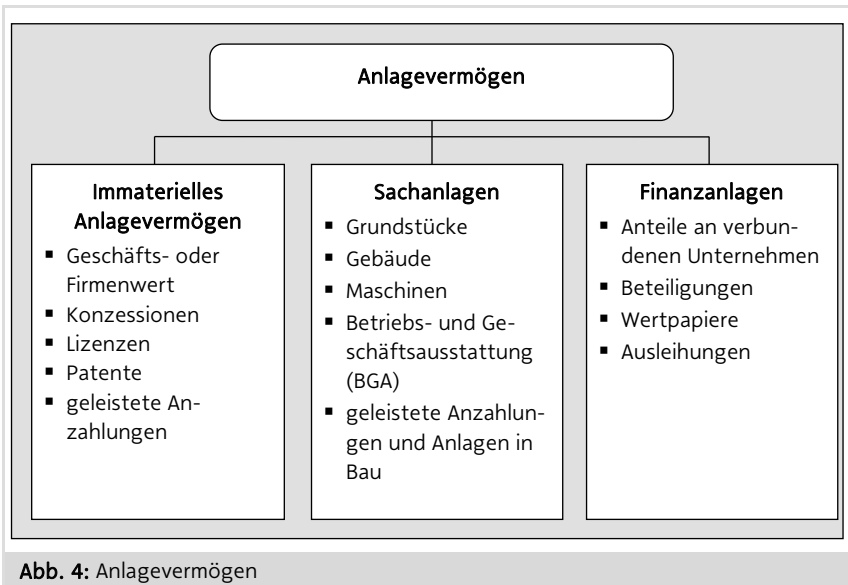 Anlagevermögen
Immaterielles
Anlagevermögen
▪ Geschäfts- oder
Firmenwert
▪ Konzessionen
▪ Lizenzen
▪ Patente
▪ geleistete An-
zahlungen
Sachanlagen
▪ Grundstücke
▪ Gebäude
▪ Maschinen
▪ Betriebs- und Ge-
schäftsausstattung
(BGA)
▪ geleistete Anzahlun-
gen und Anlagen in
Bau
Finanzanlagen
▪ Anteile an verbun-
denen Unternehmen
▪ Beteiligungen
▪ Wertpapiere
▪ Ausleihungen
Abb. 4: Anlagevermögen